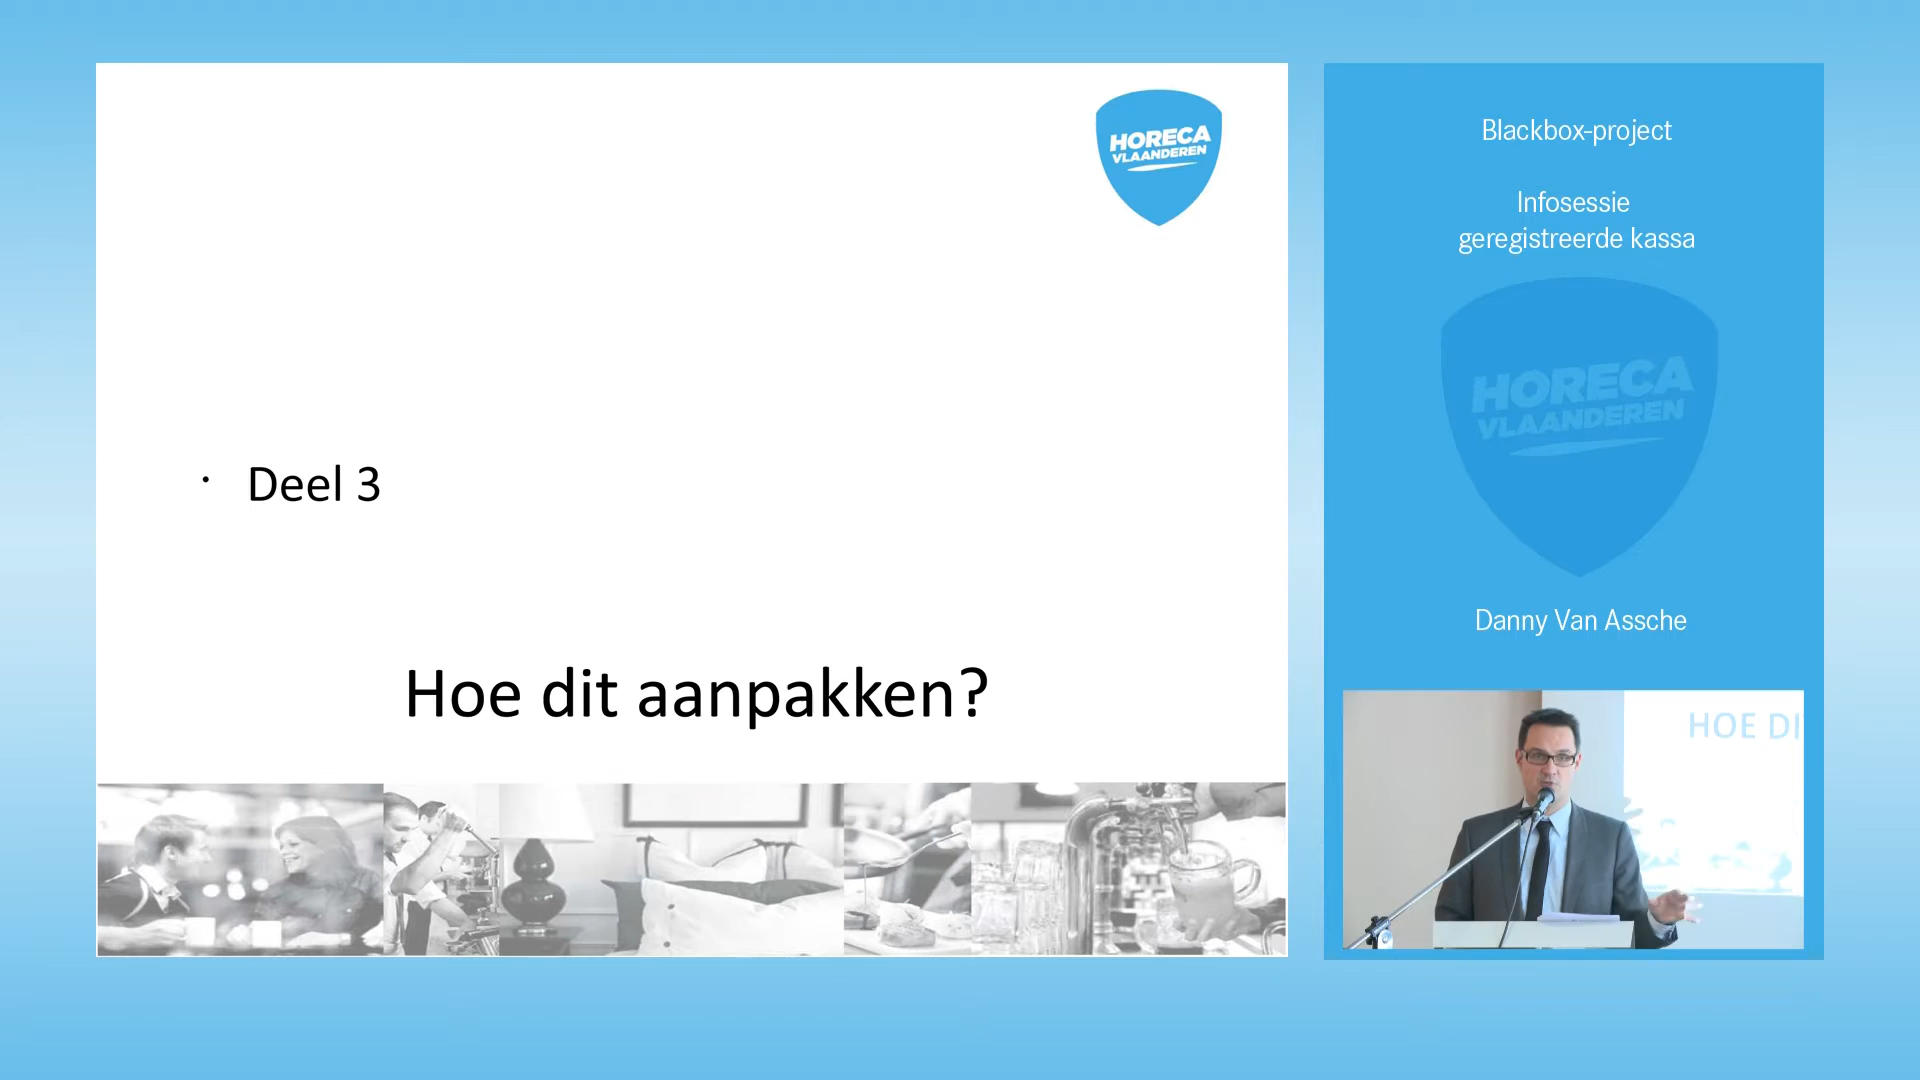 HORECA
VLAANDEREN
Deel 3
Hoe dit aanpakken?
Blackbox-project
Infosessie
geregistreerde kassa
HORECA
VLAANDEREN
Danny Van Assche
HOE DI